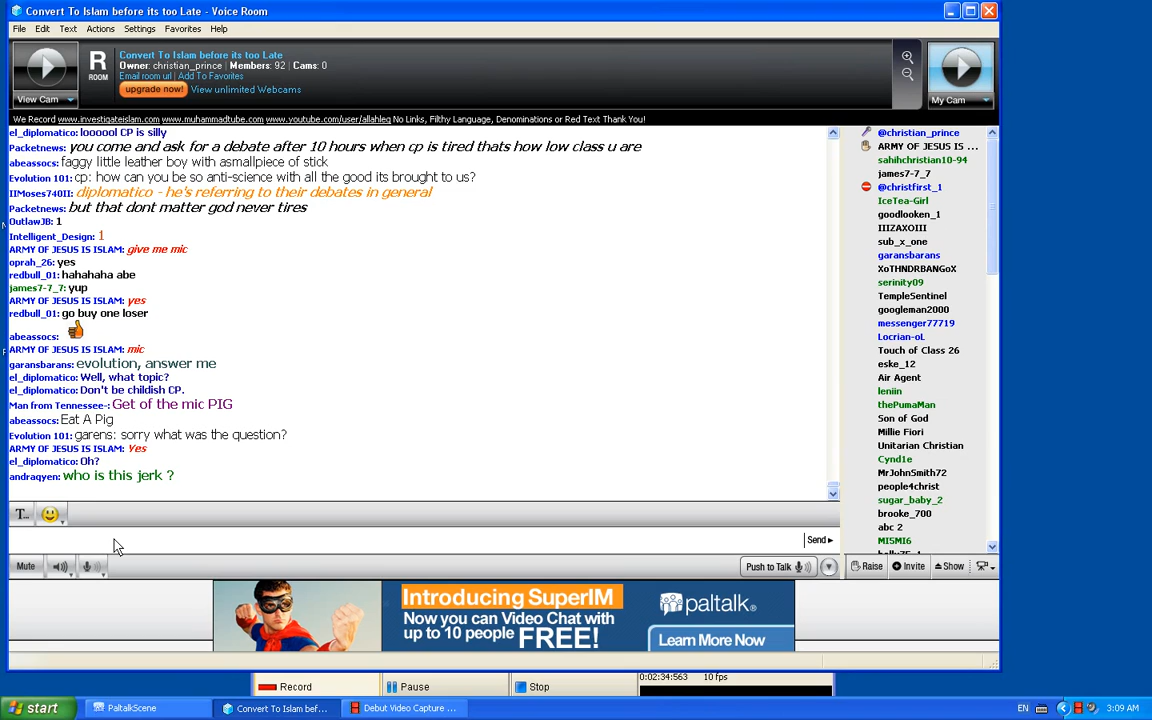 Convert To Islam before its too Late - Voice Room
File Edit Text Actions Settings Favorites Help
View Cam
R
ROOM
Convert To Islam before its too Late
Owner: christian_prince | Members: 92 | Cams: 0
Email room url | Add To Favorites
upgrade now! View unlimited Webcams
My Cam
We Record www.investigateislam.com www.muhammadtube.com www.youtube.com/user/allahleg No Links, Filthy Language, Denominations or Red Text Thank You!
el_diplomatico: loooool CP is silly
Packetnews: you come and ask for a debate after 10 hours when cp is tired thats how low class u are
abeassocs: faggy little leather boy with asmallpiece of stick
Evolution 101: cp: how can you be so anti-science with all the good its brought to us?
IIMoses740II: diplomatico - he's referring to their debates in general
Packetnews: but that dont matter god never tires
OutlawJB: 1
Intelligent_Design: 1
ARMY OF JESUS IS ISLAM: give me mic
oprah_26: yes
redbull_01: hahahaha abe
james7-7_7: yup
ARMY OF JESUS IS ISLAM: yes
redbull_01: go buy one loser
abeassocs:
ARMY OF JESUS IS ISLAM: mic
garansbarans: evolution, answer me
el_diplomatico: Well, what topic?
el_diplomatico: Don't be childish CP.
Man from Tennessee-: Get of the mic PIG
abeassocs: Eat A Pig
Evolution 101: garens: sorry what was the question?
ARMY OF JESUS IS ISLAM: Yes
el_diplomatico: Oh?
andraqyen: who is this jerk ?
@christian_prince
ARMY OF JESUS IS ...
sahihchristian10-94
james7-7_7
@christfirst_1
IceTea-Girl
goodlooken_1
IIIZAXOIII
sub_x_one
garansbarans
XoTHNDRBANGoX
serinity09
TempleSentinel
googleman2000
messenger77719
Locrian-oL
Touch of Class 26
eske_12
Air Agent
leniin
thePumaMan
Son of God
Millie Fiori
Unitarian Christian
Cynd1e
MrJohnSmith72
people4christ
sugar_baby_2
brooke_700
abc 2
MISMI6
T...
Send
Mute
Push to Talk
Raise Invite Show
Introducing SuperIM
Now you can Video Chat with
up to 10 people FREE!
paltalk®
Learn More Now
Record Pause Stop 0:02:34:563 10 fps
start PaltalkScene Convert To Islam bef... Debut Video Capture ... EN 3:09 AM